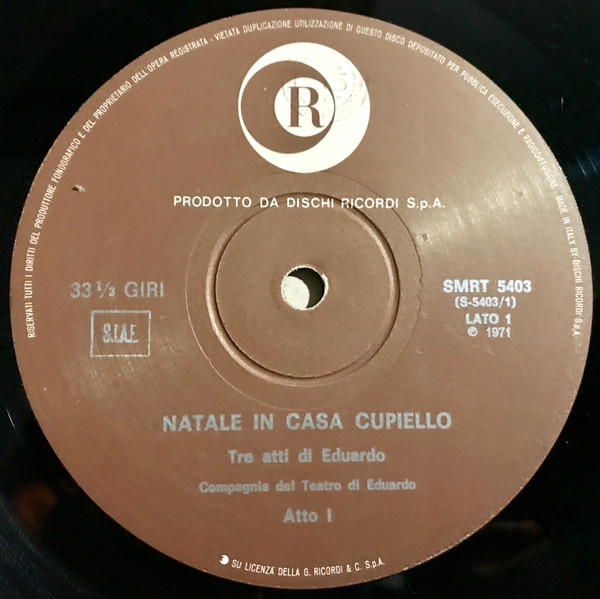 RISERVATI TUTTI I DIRITTI DEL PRODUTTORE FONOGRAFICO E DEL PROPRIETARIO DELL'OPERA REGISTRATA - VIETATA DUPLICAZIONE UTILIZZAZIONE DI QUESTO DISCO DEPOSITATO PER PUBBLICA ESECUZIONE E RADIODIFFUSIONE - MADE IN ITALY BY DISCHI RICORDI S.p.A.
R
PRODOTTO DA DISCHI RICORDI S.p.A.
33 1/3 GIRI
S.I.A.E.
SMRT 5403
(S-5403/1)
LATO 1
℗ 1971
NATALE IN CASA CUPIELLO
Tre atti di Eduardo
Compagnia del Teatro di Eduardo
Atto I
SU LICENZA DELLA G. RICORDI & C. S.p.A.